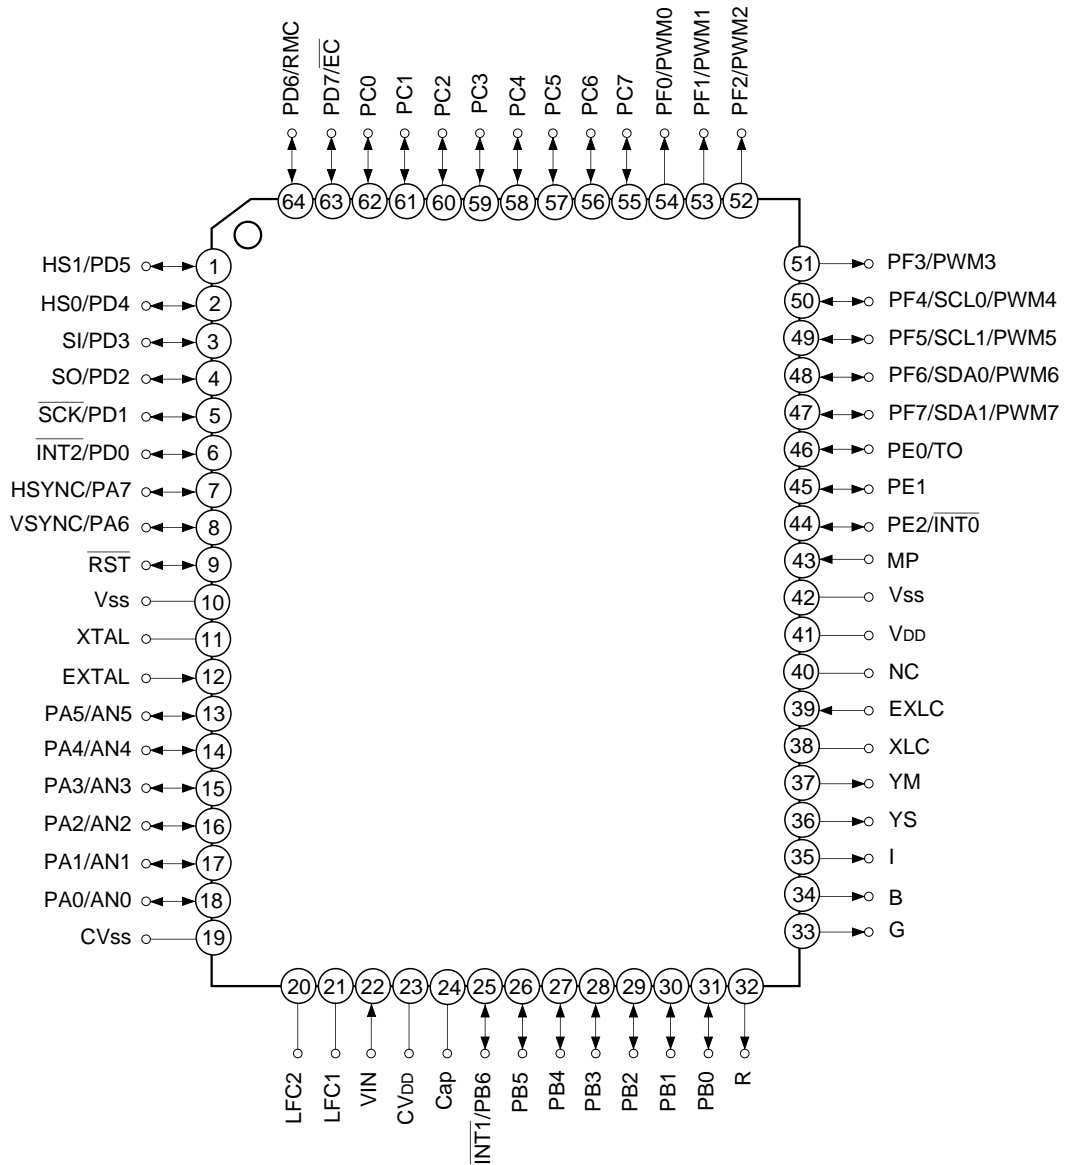 PD6/RMC
PD7/EC
PC0
PC1
PC2
PC3
PC4
PC5
PC6
PC7
PF0/PWM0
PF1/PWM1
PF2/PWM2
64 63 62 61 60 59 58 57 56 55 54 53 52
HS1/PD5 1
HS0/PD4 2
SI/PD3 3
SO/PD2 4
SCK/PD1 5
INT2/PD0 6
HSYNC/PA7 7
VSYNC/PA6 8
RST 9
Vss 10
XTAL 11
EXTAL 12
PA5/AN5 13
PA4/AN4 14
PA3/AN3 15
PA2/AN2 16
PA1/AN1 17
PA0/AN0 18
CVss 19
51 PF3/PWM3
50 PF4/SCL0/PWM4
49 PF5/SCL1/PWM5
48 PF6/SDA0/PWM6
47 PF7/SDA1/PWM7
46 PE0/TO
45 PE1
44 PE2/INT0
43 MP
42 Vss
41 VDD
40 NC
39 EXLC
38 XLC
37 YM
36 YS
35 I
34 B
33 G
20 21 22 23 24 25 26 27 28 29 30 31 32
LFC2
LFC1
VIN
CVDD
Cap
INT1/PB6
PB5
PB4
PB3
PB2
PB1
PB0
R